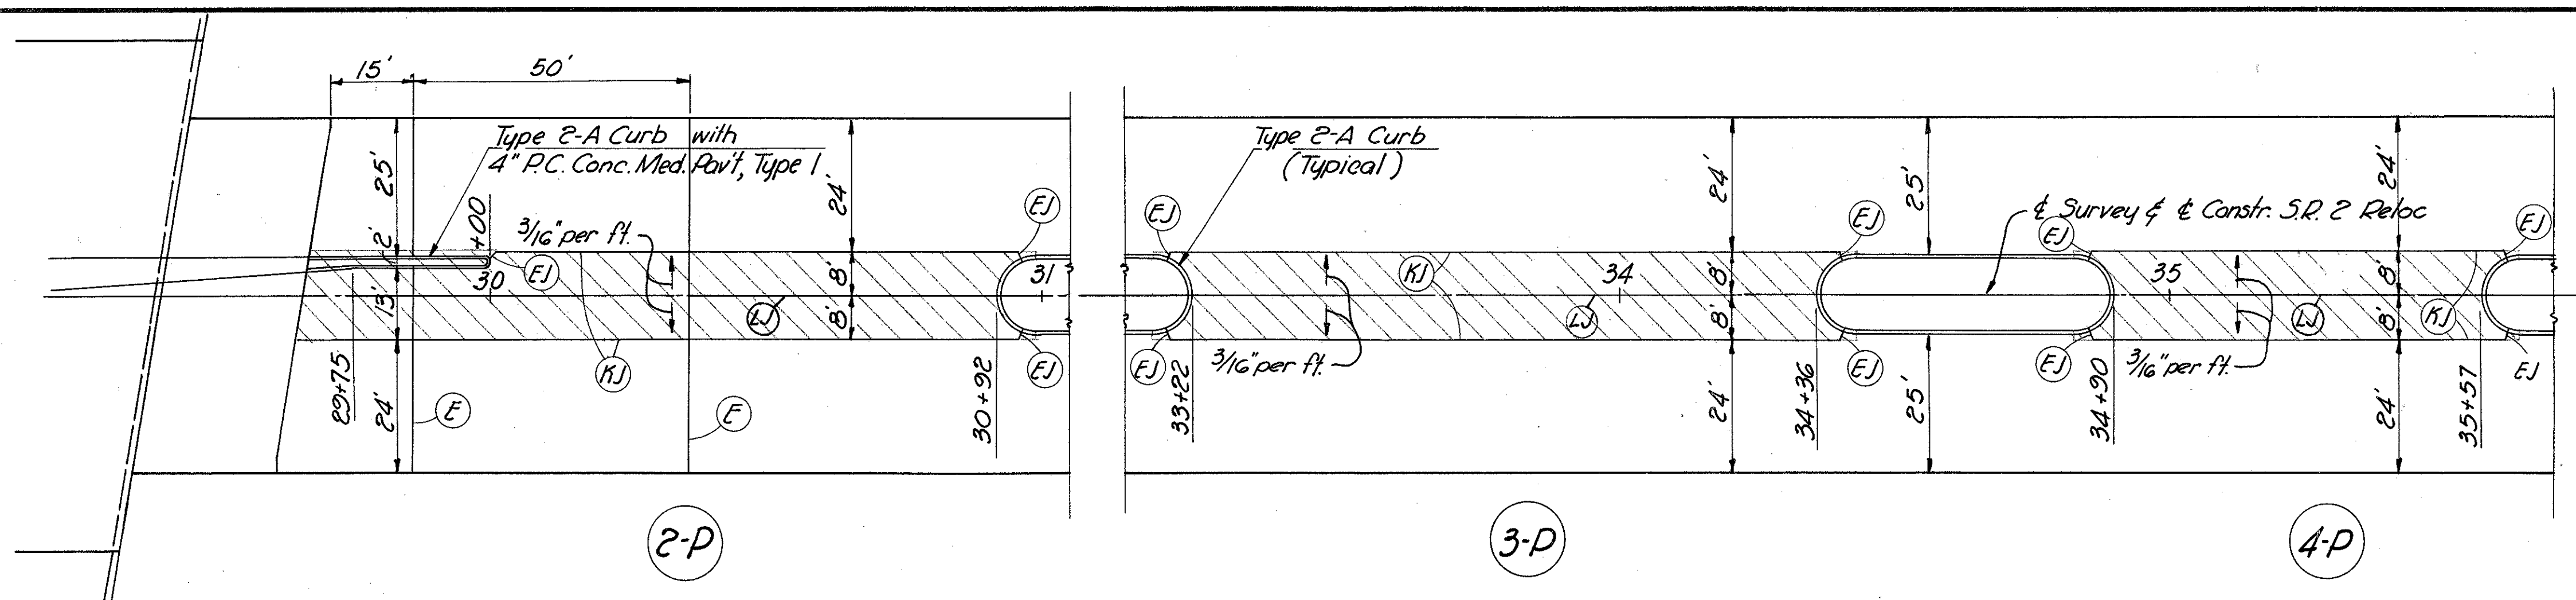 15'
50'
Type 2-A Curb with
4" P.C. Conc. Med. Pav't, Type 1
25'
2'
13'
24'
+00
30
EJ
29+75
E
3/16" per ft.
24'
8'
8'
LJ
KJ
E
EJ
31
EJ
30+92
2-P
Type 2-A Curb
(Typical)
EJ
EJ
33+22
3/16" per ft.
KJ
34
LJ
24'
8'
8'
24'
EJ
EJ
34+36
3-P
25'
25'
℄ Survey & ℄ Constr. S.R. 2 Reloc
EJ
EJ
34+90
35
3/16" per ft.
LJ
24'
8'
8'
24'
KJ
EJ
EJ
35+57
4-P